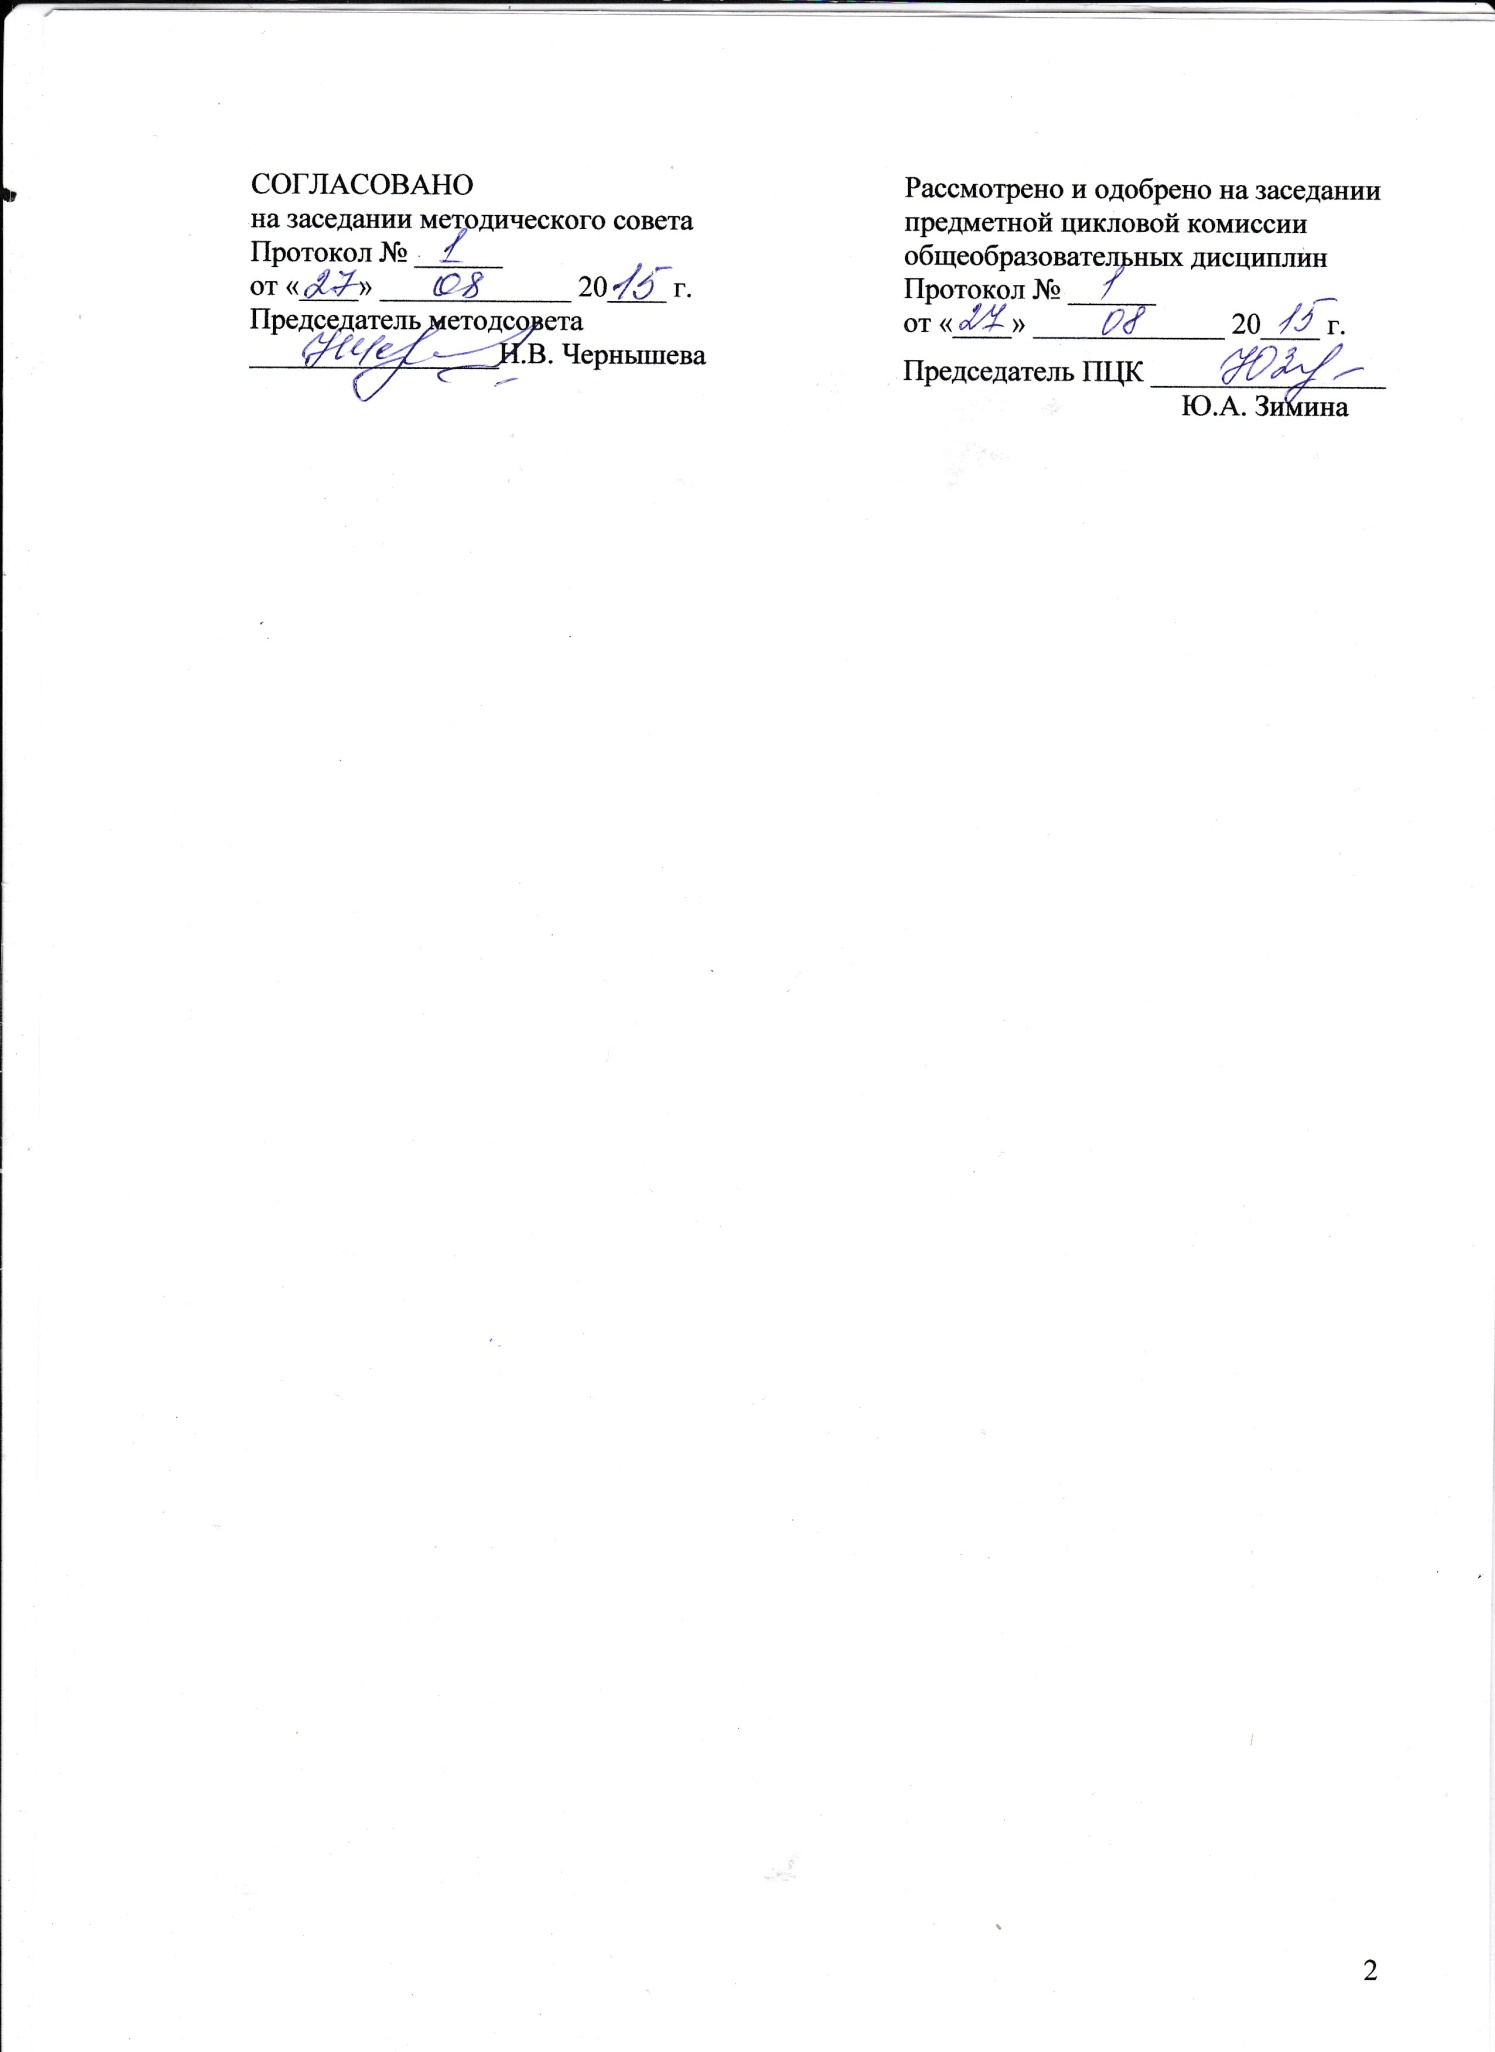 СОГЛАСОВАНО
на заседании методического совета
Протокол № 1
от «27» 08 2015 г.
Председатель методсовета
Н.В. Чернышева
Рассмотрено и одобрено на заседании
предметной цикловой комиссии
общеобразовательных дисциплин
Протокол № 1
от «27» 08 2015 г.
Председатель ПЦК
Ю.А. Зимина
2